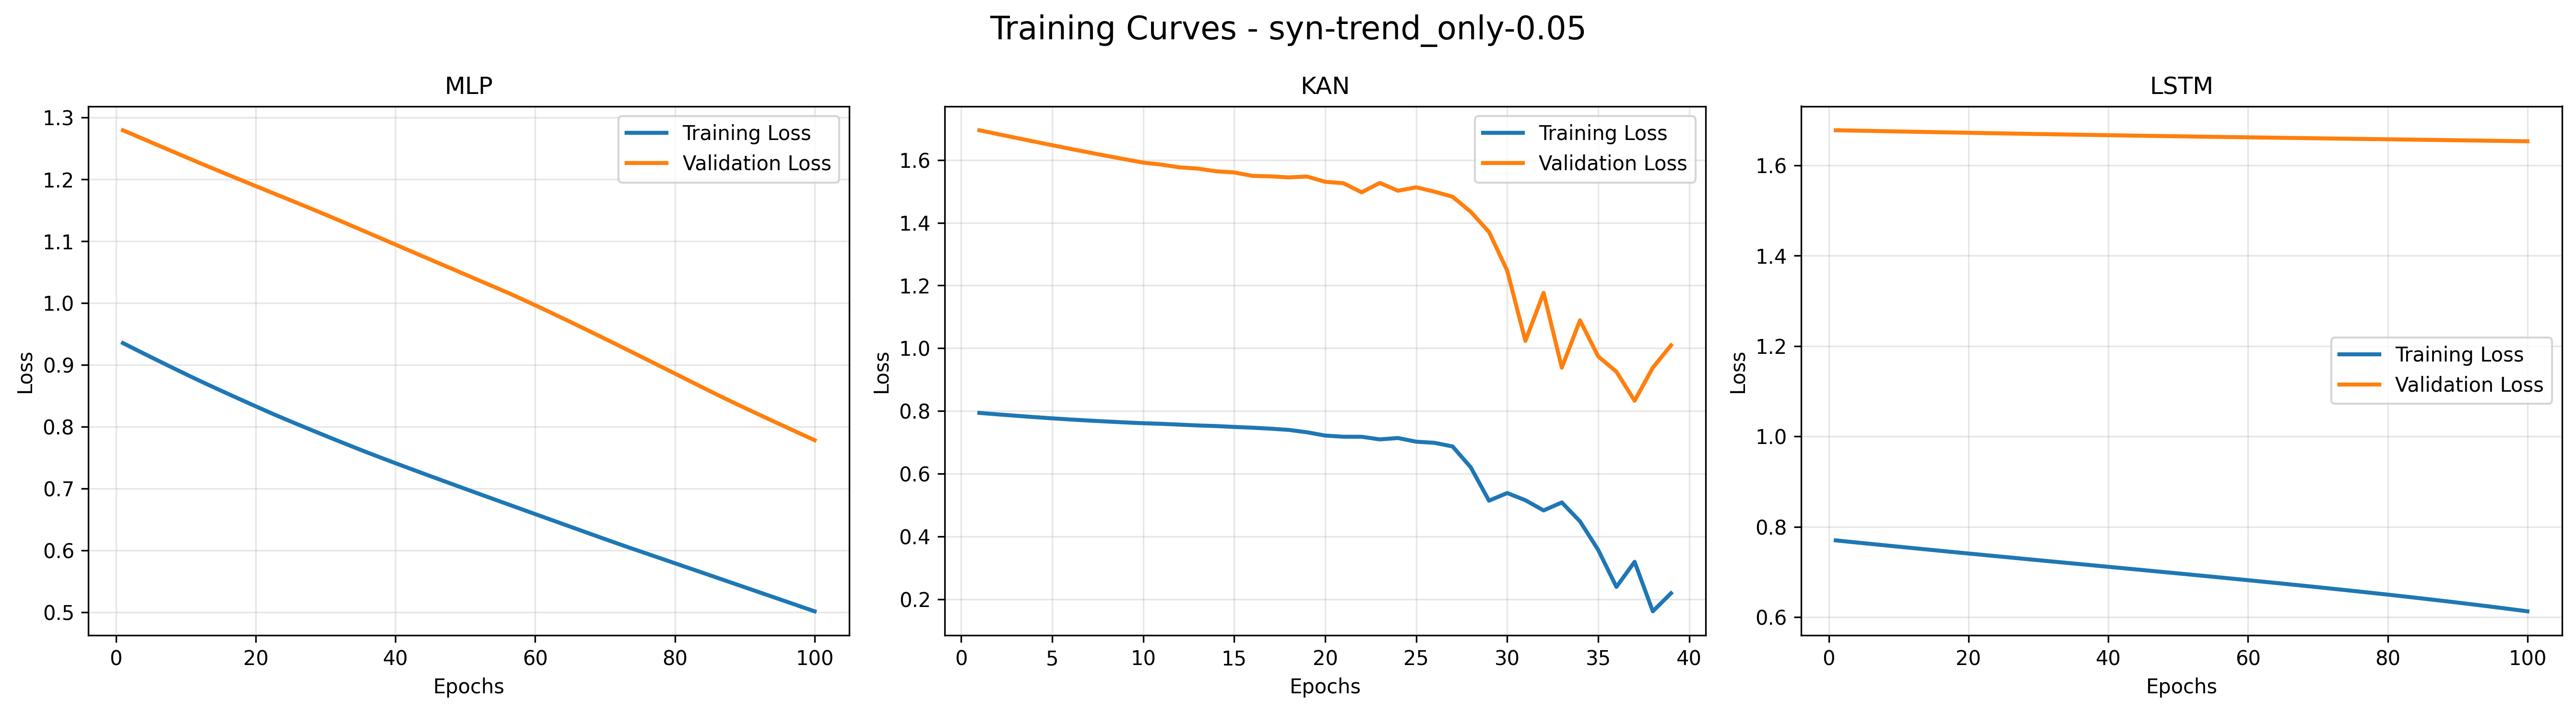 Training Curves - syn-trend_only-0.05
MLP
1.3
1.2
1.1
1.0
0.9
0.8
0.7
0.6
0.5
Loss
0 20 40 60 80 100
Epochs
Training Loss
Validation Loss
KAN
1.6
1.4
1.2
1.0
0.8
0.6
0.4
0.2
Loss
0 5 10 15 20 25 30 35 40
Epochs
Training Loss
Validation Loss
LSTM
1.6
1.4
1.2
1.0
0.8
0.6
Loss
0 20 40 60 80 100
Epochs
Training Loss
Validation Loss